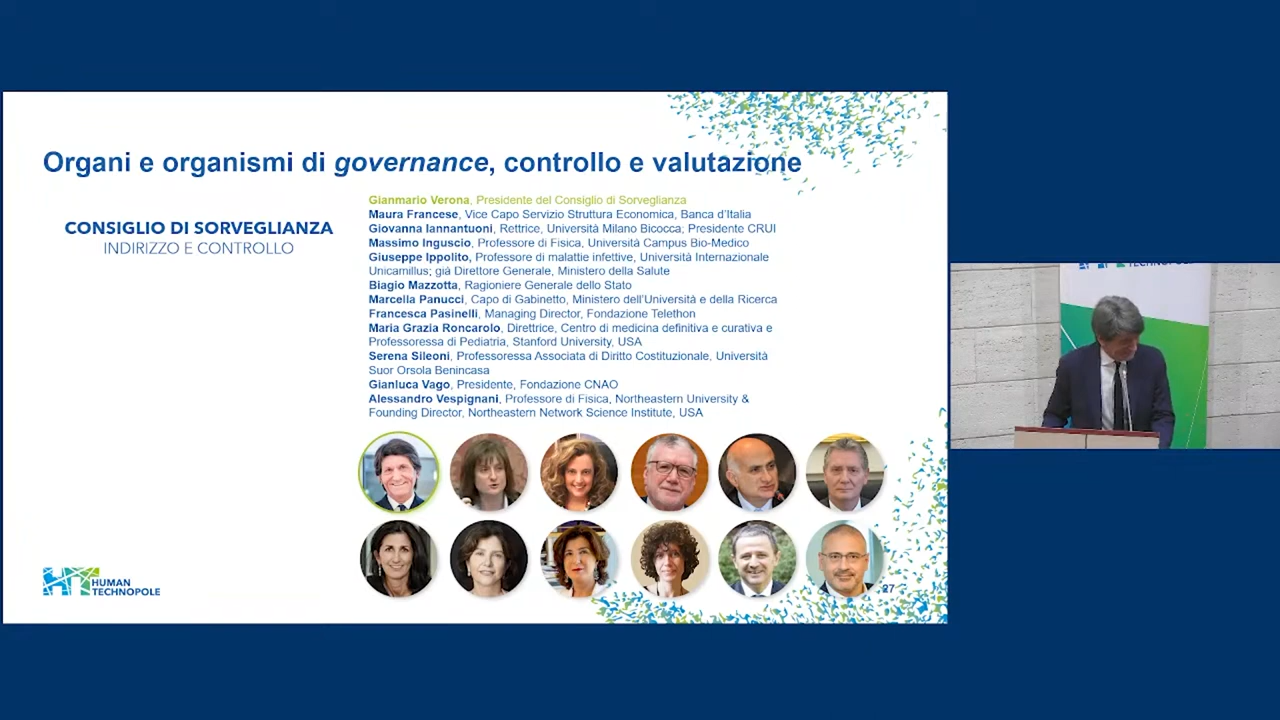 Organi e organismi di governance, controllo e valutazione
CONSIGLIO DI SORVEGLIANZA
INDIRIZZO E CONTROLLO
Gianmario Verona, Presidente del Consiglio di Sorveglianza
Maura Francese, Vice Capo Servizio Struttura Economica, Banca d'Italia
Giovanna Iannantuoni, Rettrice, Università Milano Bicocca; Presidente CRUI
Massimo Inguscio, Professore di Fisica, Università Campus Bio-Medico
Giuseppe Ippolito, Professore di malattie infettive, Università Internazionale
Unicamillus; già Direttore Generale, Ministero della Salute
Biagio Mazzotta, Ragioniere Generale dello Stato
Marcella Panucci, Capo di Gabinetto, Ministero dell'Università e della Ricerca
Francesca Pasinelli, Managing Director, Fondazione Telethon
Maria Grazia Roncarolo, Direttrice, Centro di medicina definitiva e curativa e
Professoressa di Pediatria, Stanford University, USA
Serena Sileoni, Professoressa Associata di Diritto Costituzionale, Università
Suor Orsola Benincasa
Gianluca Vago, Presidente, Fondazione CNAO
Alessandro Vespignani, Professore di Fisica, Northeastern University &
Founding Director, Northeastern Network Science Institute, USA
HUMAN
TECHNOPOLE
27